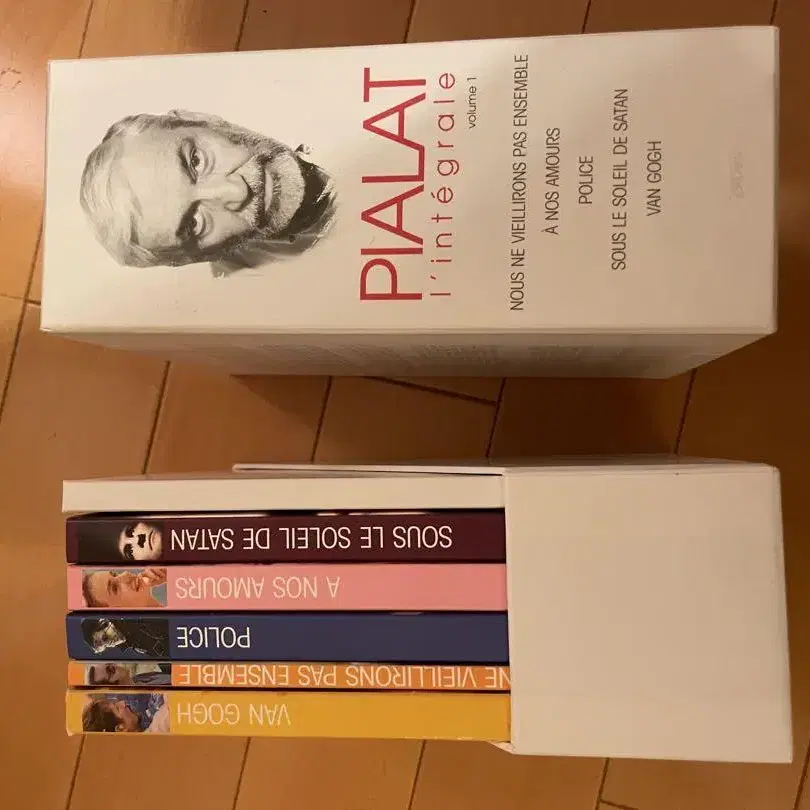 PIALAT
l'intégrale
volume 1
NOUS NE VIEILLIRONS PAS ENSEMBLE
À NOS AMOURS
POLICE
SOUS LE SOLEIL DE SATAN
VAN GOGH
SOUS LE SOLEIL DE SATAN
A NOS AMOURS
POLICE
NE VIEILLIRONS PAS ENSEMBLE
VAN GOGH